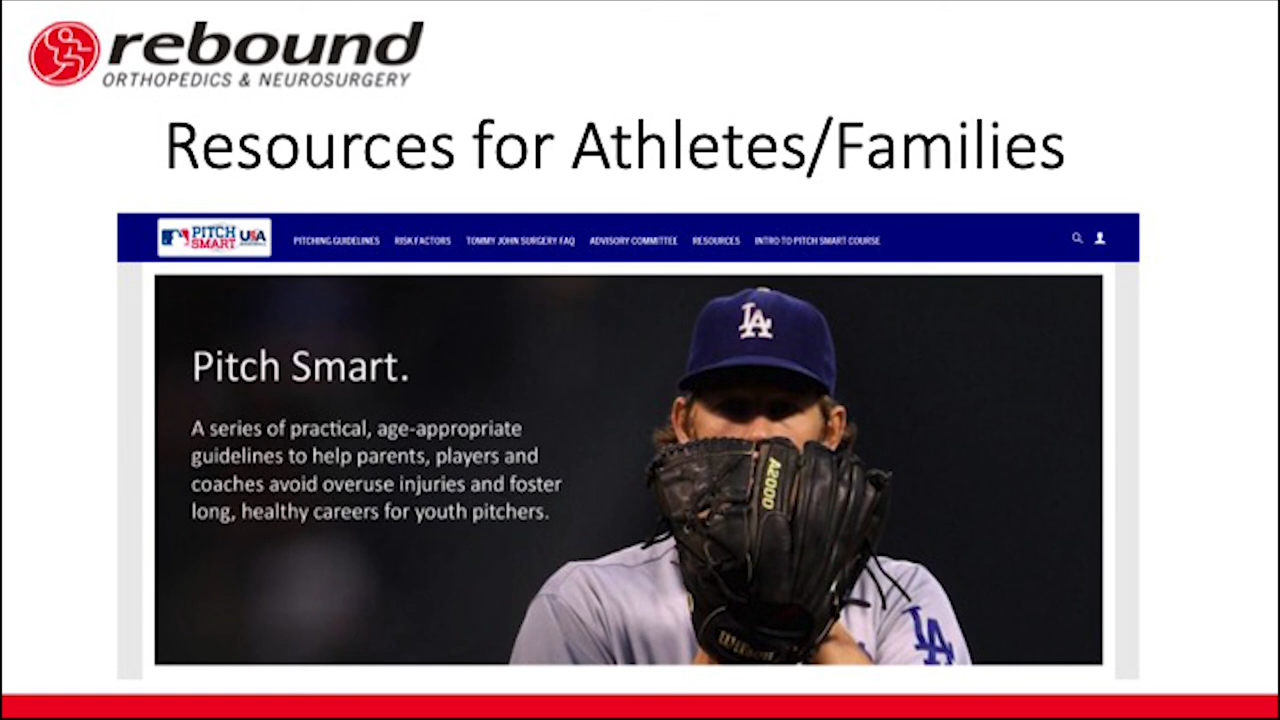 rebound
ORTHOPEDICS & NEUROSURGERY
Resources for Athletes/Families
PITCH SMART USA
PITCHING GUIDELINES RISK FACTORS TOMMY JOHN SURGERY FAQ ADVISORY COMMITTEE RESOURCES INTRO TO PITCH SMART COURSE
LA
Pitch Smart.
A series of practical, age-appropriate
guidelines to help parents, players and
coaches avoid overuse injuries and foster
long, healthy careers for youth pitchers.
A2000
Wilson
LA